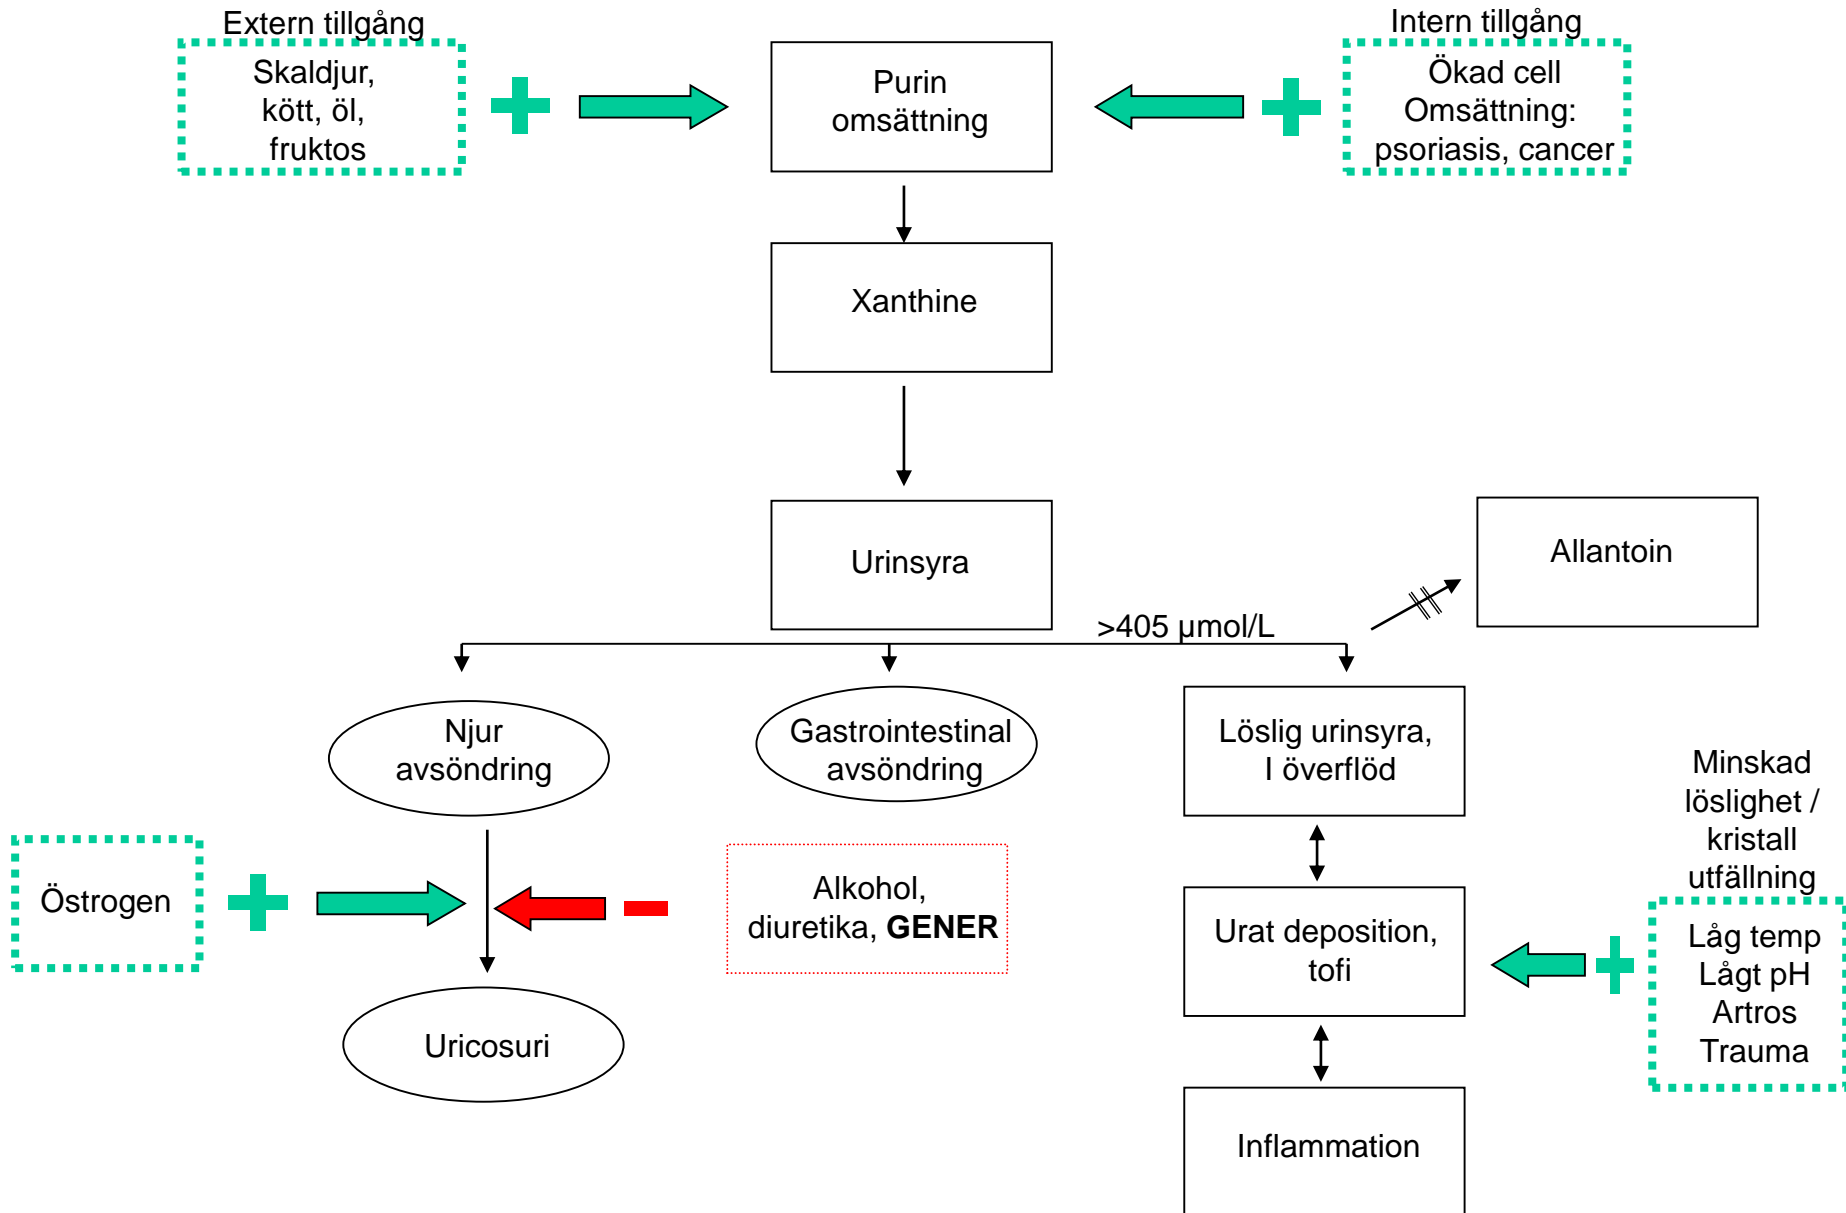 Extern tillgång
Skaldjur,
kött, öl,
fruktos
Purin
omsättning
Intern tillgång
Ökad cell
Omsättning:
psoriasis, cancer
Xanthine
Urinsyra
Allantoin
>405 µmol/L
Njur
avsöndring
Gastrointestinal
avsöndring
Löslig urinsyra,
I överflöd
Minskad
löslighet /
kristall
utfällning
Östrogen
Alkohol,
diuretika, GENER
Urat deposition,
tofi
Låg temp
Lågt pH
Artros
Trauma
Uricosuri
Inflammation